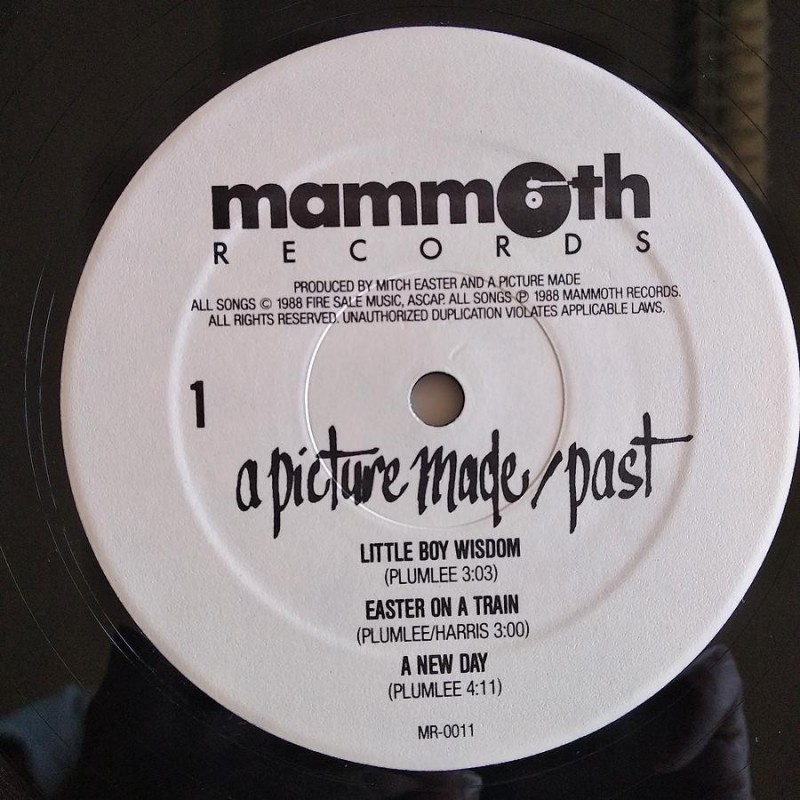 mammoth
RECORDS
PRODUCED BY MITCH EASTER AND A PICTURE MADE
ALL SONGS © 1988 FIRE SALE MUSIC, ASCAP. ALL SONGS ℗ 1988 MAMMOTH RECORDS.
ALL RIGHTS RESERVED. UNAUTHORIZED DUPLICATION VIOLATES APPLICABLE LAWS.
1
a picture made / past
LITTLE BOY WISDOM
(PLUMLEE 3:03)
EASTER ON A TRAIN
(PLUMLEE/HARRIS 3:00)
A NEW DAY
(PLUMLEE 4:11)
MR-0011